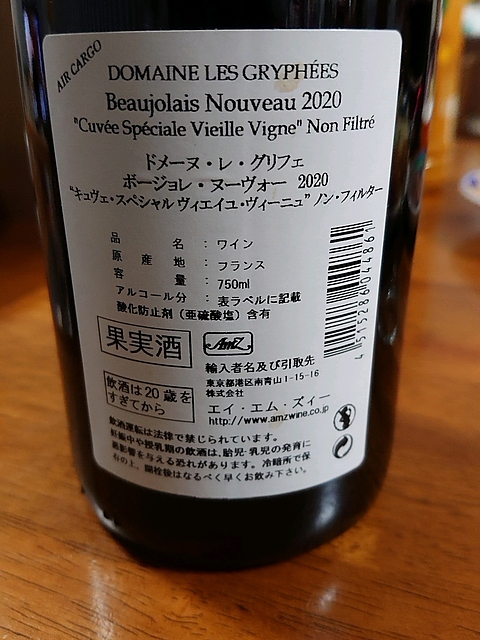 AIR CARGO
DOMAINE LES GRYPHÉES
Beaujolais Nouveau 2020
"Cuvée Spéciale Vieille Vigne" Non Filtré
ドメーヌ・レ・グリフェ
ボージョレ・ヌーヴォー 2020
"キュヴェ・スペシャル ヴィエイユ・ヴィーニュ" ノン・フィルター
品名：ワイン
原産地：フランス
容量：750ml
アルコール分：表ラベルに記載
酸化防止剤（亜硫酸塩）含有
果実酒
AMZ
輸入者名及び引取先
東京都港区南青山1-15-16
株式会社
エイ・エム・ズィー
http://www.amzwine.co.jp
飲酒は20歳を
すぎてから
飲酒運転は法律で禁じられています。
妊娠中や授乳期の飲酒は、胎児・乳児の発育に
悪影響を与える恐れがあります。冷暗所で保
存の上、開栓後はなるべく早くお飲み下さい。
4515286044861